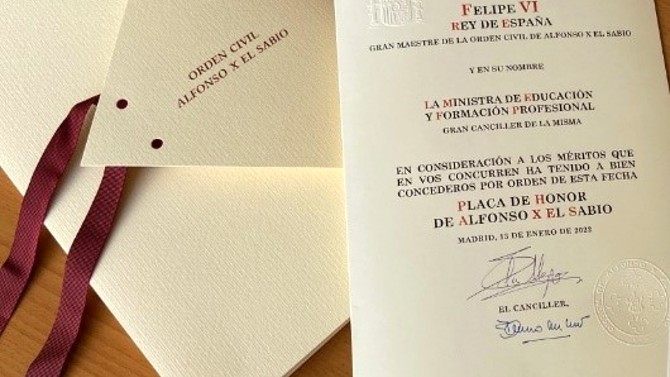 ORDEN CIVIL
ALFONSO X EL SABIO
FELIPE VI
REY DE ESPAÑA
GRAN MAESTRE DE LA ORDEN CIVIL DE ALFONSO X EL SABIO
Y EN SU NOMBRE
LA MINISTRA DE EDUCACIÓN
Y FORMACIÓN PROFESIONAL
GRAN CANCILLER DE LA MISMA
EN CONSIDERACIÓN A LOS MÉRITOS QUE
EN VOS CONCURREN HA TENIDO A BIEN
CONCEDEROS POR ORDEN DE ESTA FECHA
PLACA DE HONOR
DE ALFONSO X EL SABIO
MADRID, 13 DE ENERO DE 2022
EL CANCILLER,